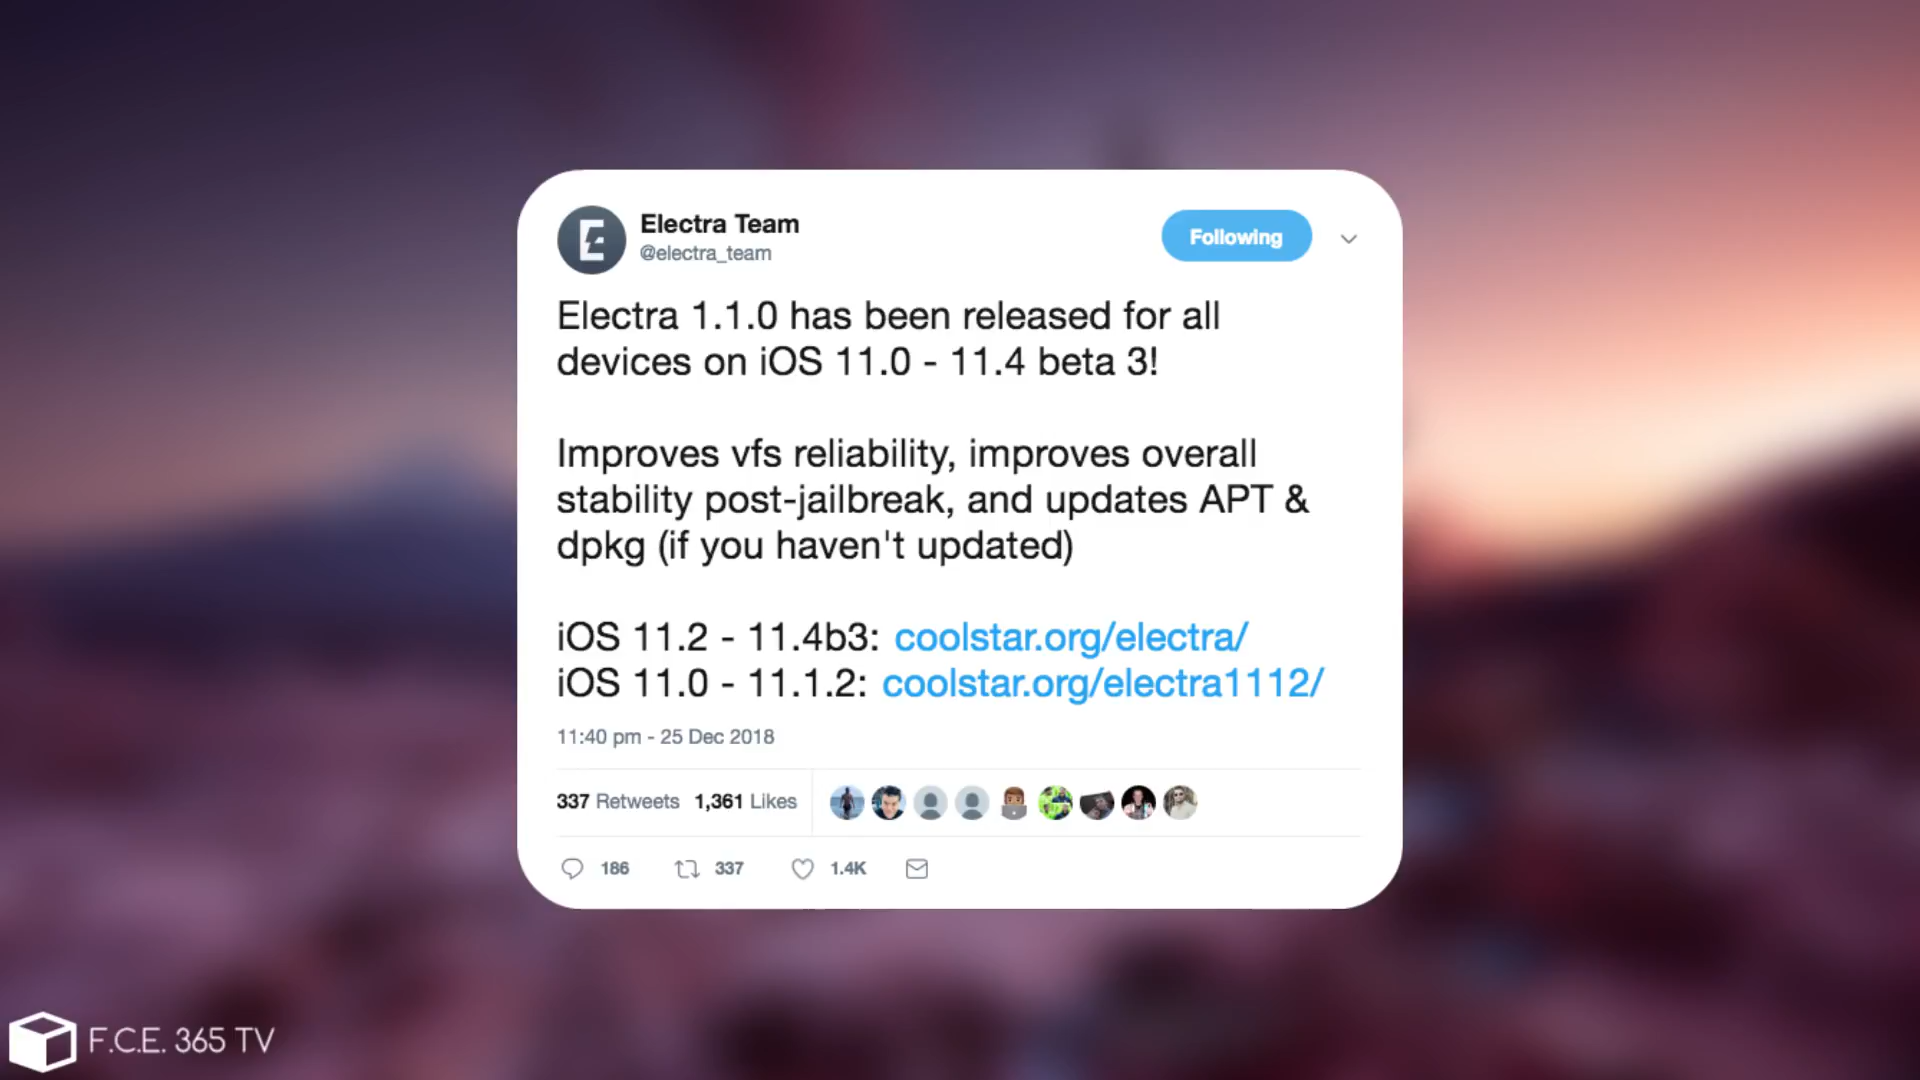 Electra Team
@electra_team
Following
Electra 1.1.0 has been released for all
devices on iOS 11.0 - 11.4 beta 3!
Improves vfs reliability, improves overall
stability post-jailbreak, and updates APT &
dpkg (if you haven't updated)
iOS 11.2 - 11.4b3: coolstar.org/electra/
iOS 11.0 - 11.1.2: coolstar.org/electra1112/
11:40 pm - 25 Dec 2018
337 Retweets 1,361 Likes
186 337 1.4K
F.C.E. 365 TV